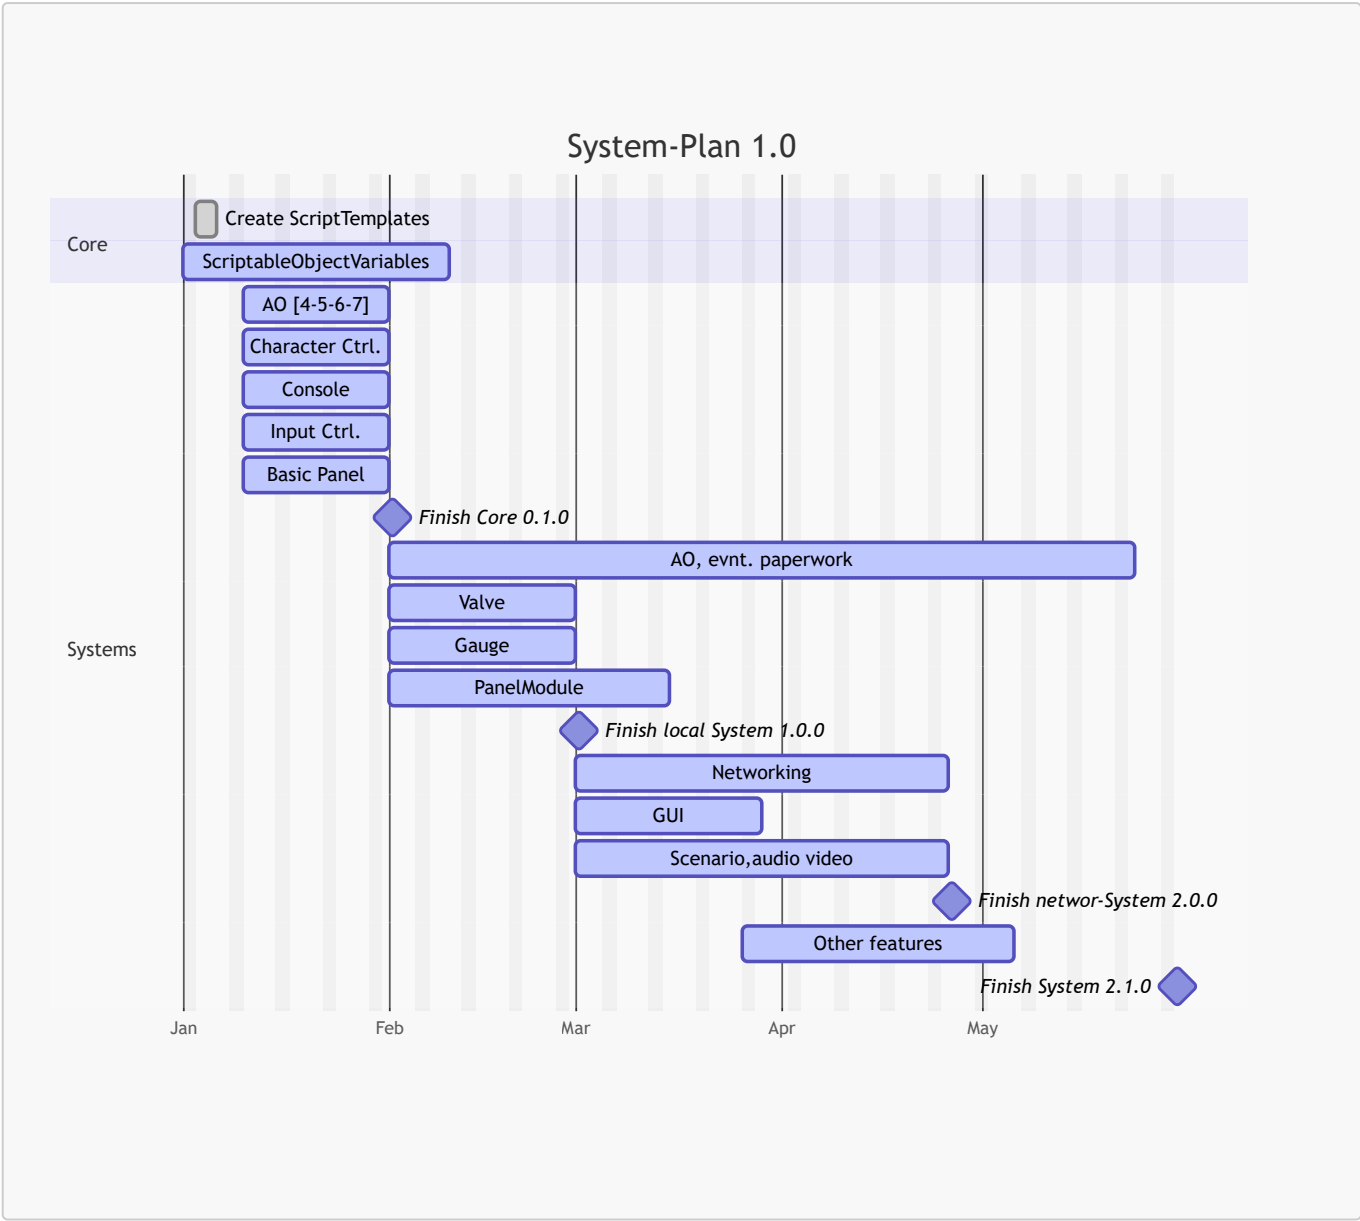 System-Plan 1.0
Core
Create ScriptTemplates
ScriptableObjectVariables
AO [4-5-6-7]
Character Ctrl.
Console
Input Ctrl.
Basic Panel
Finish Core 0.1.0
AO, evnt. paperwork
Valve
Gauge
Systems
PanelModule
Finish local System 1.0.0
Networking
GUI
Scenario,audio video
Finish networ-System 2.0.0
Other features
Finish System 2.1.0
Jan Feb Mar Apr May